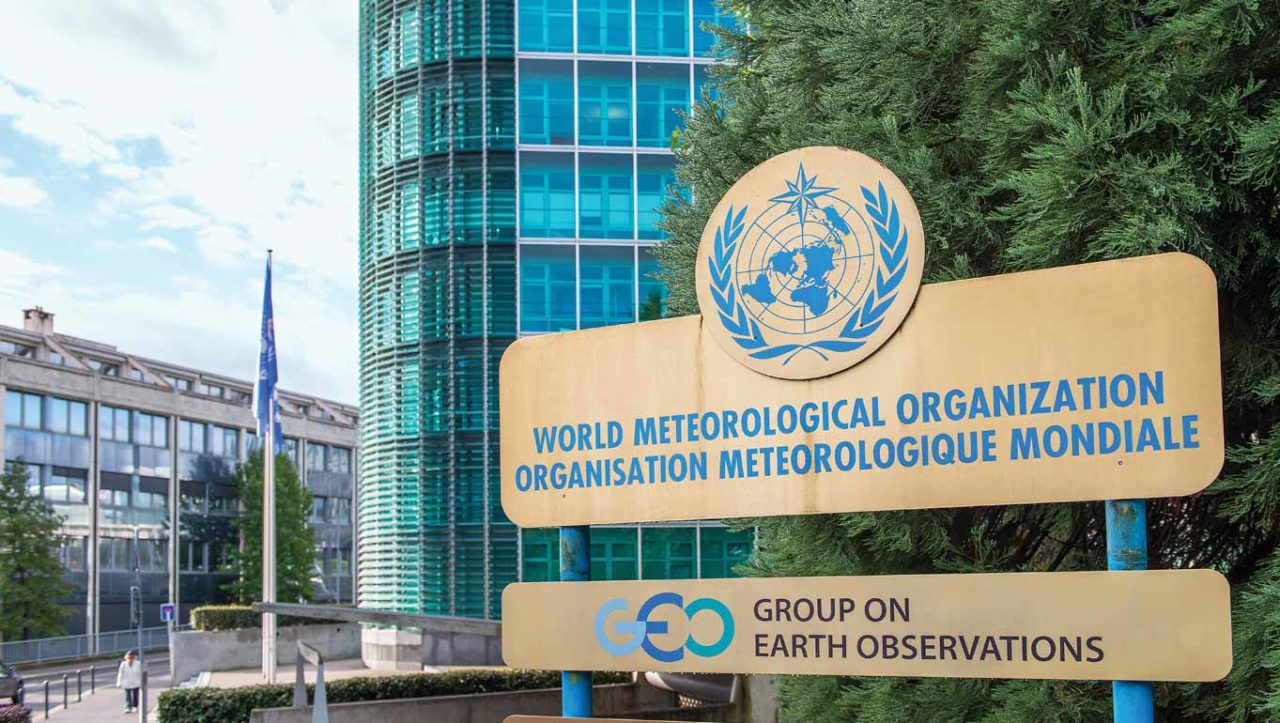 WORLD METEOROLOGICAL ORGANIZATION
ORGANISATION METEOROLOGIQUE MONDIALE
GEO
GROUP ON
EARTH OBSERVATIONS